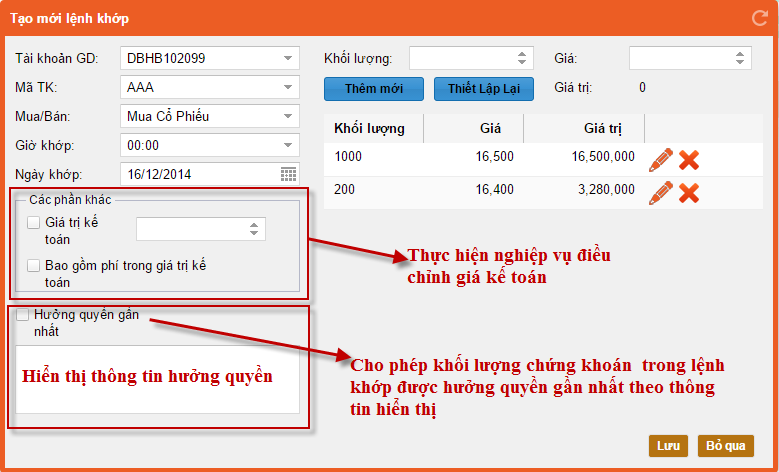 Tạo mới lệnh khớp
Tài khoản GD: DBHB102099
Mã TK: AAA
Mua/Bán: Mua Cổ Phiếu
Giờ khớp: 00:00
Ngày khớp: 16/12/2014
Các phần khác
Giá trị kế
toán
Bao gồm phí trong giá trị kế
toán
Hưởng quyền gần
nhất
Hiển thị thông tin hưởng quyền
Khối lượng: Giá:
Thêm mới Thiết Lập Lại Giá trị: 0
Khối lượng Giá Giá trị
1000 16,500 16,500,000
200 16,400 3,280,000
Thực hiện nghiệp vụ điều
chỉnh giá kế toán
Cho phép khối lượng chứng khoán trong lệnh
khớp được hưởng quyền gần nhất theo thông
tin hiển thị
Lưu Bỏ qua